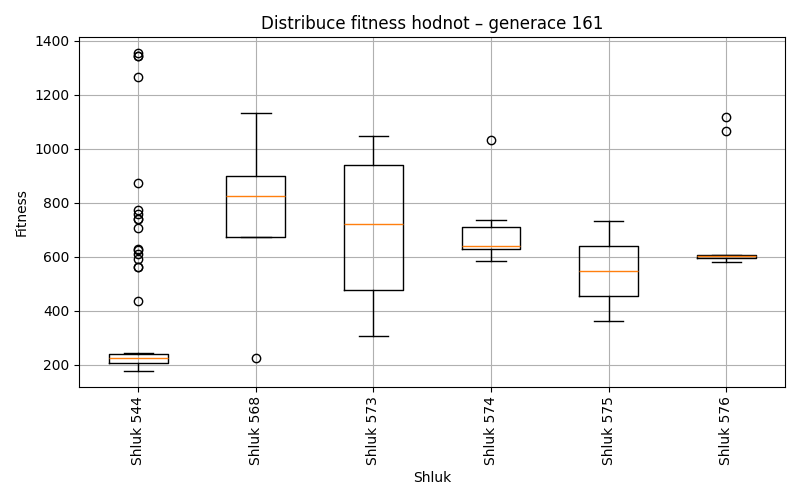 Distribuce fitness hodnot – generace 161
Fitness
1400
1200
1000
800
600
400
200
Shluk 544
Shluk 568
Shluk 573
Shluk 574
Shluk 575
Shluk 576
Shluk